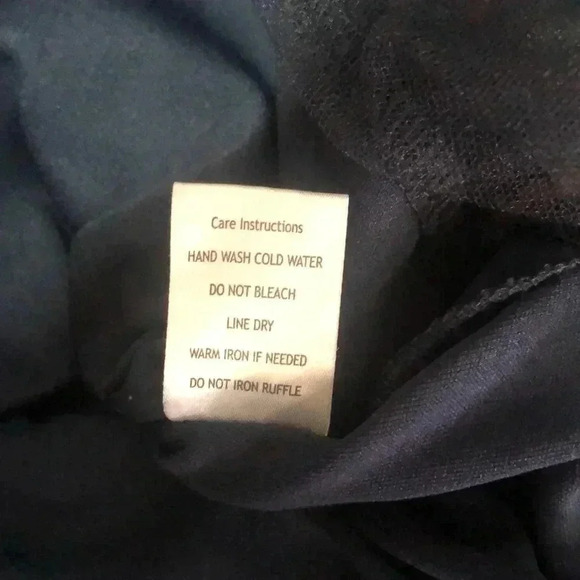 Care Instructions
HAND WASH COLD WATER
DO NOT BLEACH
LINE DRY
WARM IRON IF NEEDED
DO NOT IRON RUFFLE